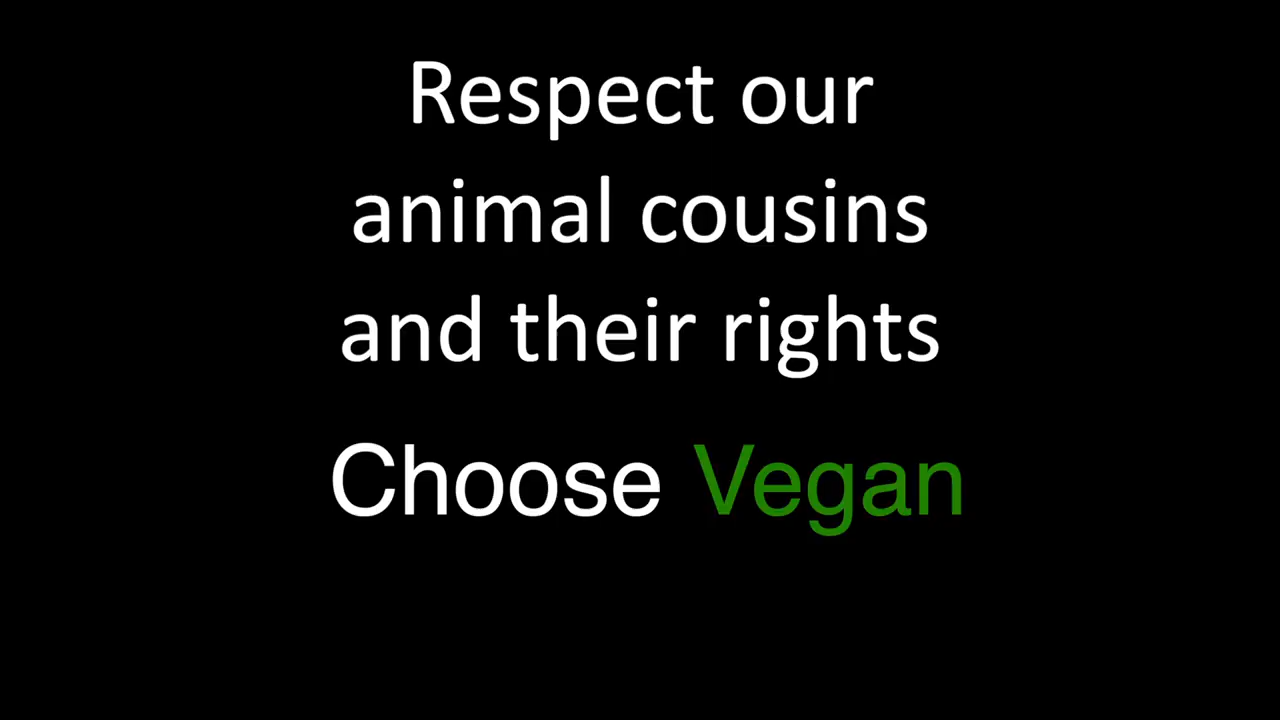 Respect our
animal cousins
and their rights
Choose Vegan